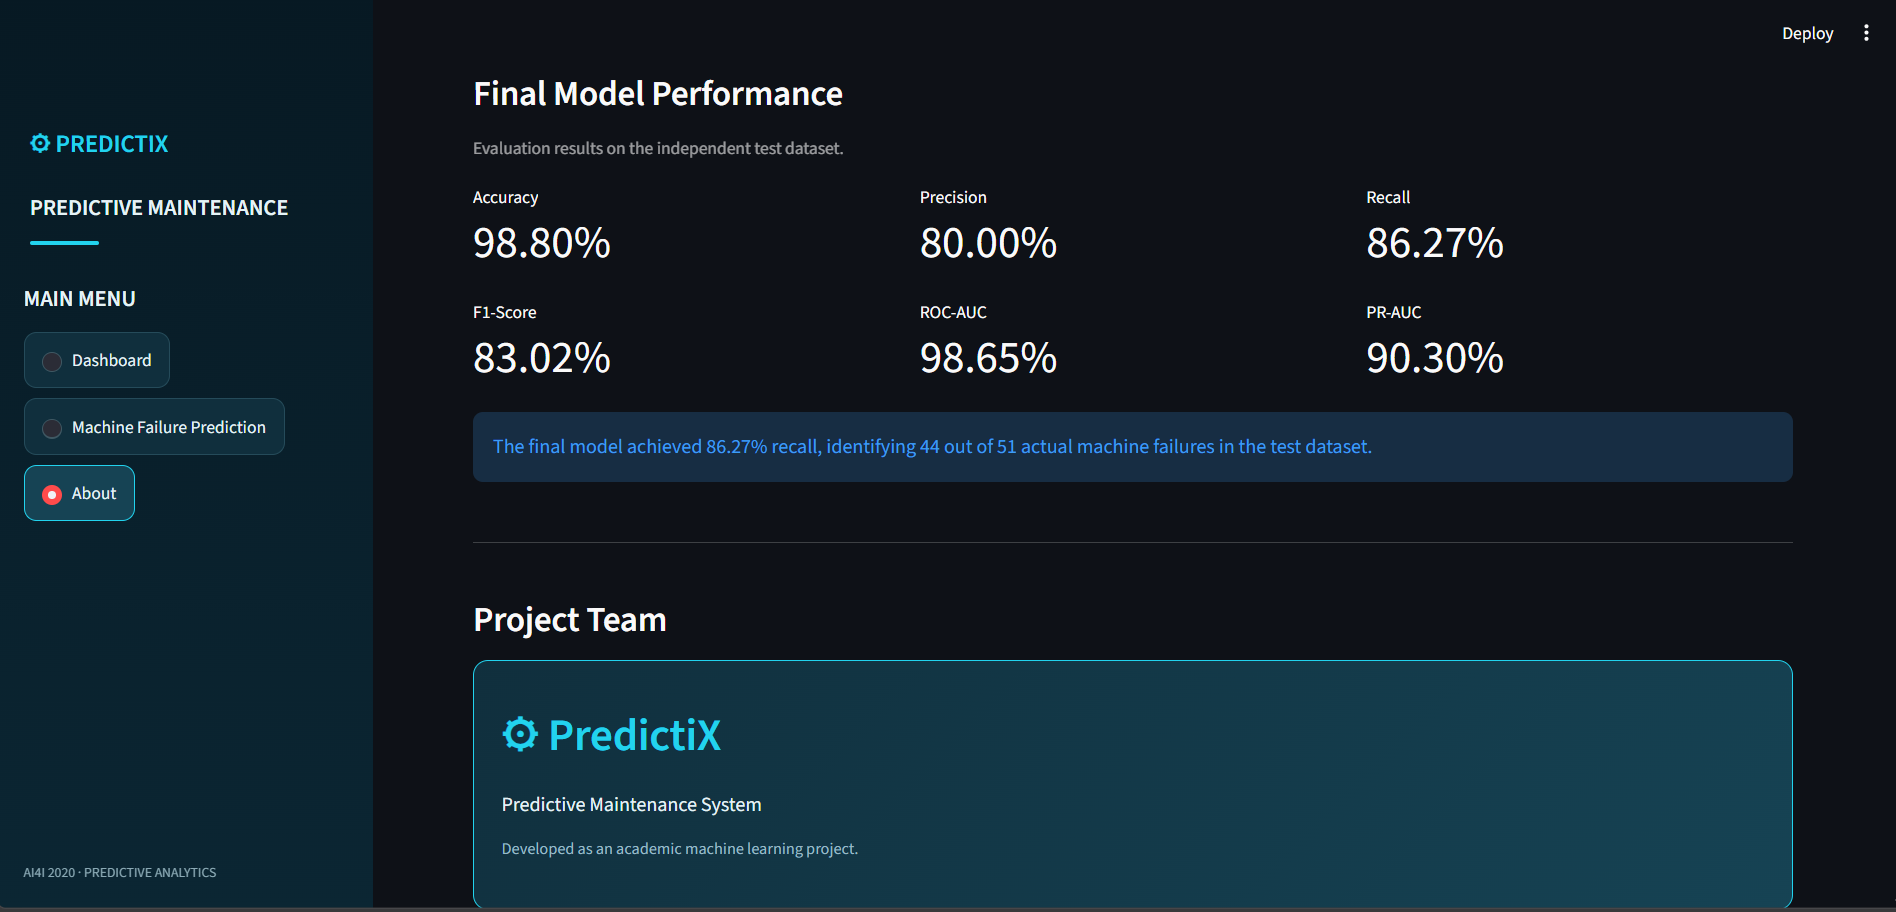 Deploy
⚙ PREDICTIX
PREDICTIVE MAINTENANCE
MAIN MENU
Dashboard
Machine Failure Prediction
About
AI4I 2020 · PREDICTIVE ANALYTICS
Final Model Performance
Evaluation results on the independent test dataset.
Accuracy
98.80%
Precision
80.00%
Recall
86.27%
F1-Score
83.02%
ROC-AUC
98.65%
PR-AUC
90.30%
The final model achieved 86.27% recall, identifying 44 out of 51 actual machine failures in the test dataset.
Project Team
⚙ PredictiX
Predictive Maintenance System
Developed as an academic machine learning project.